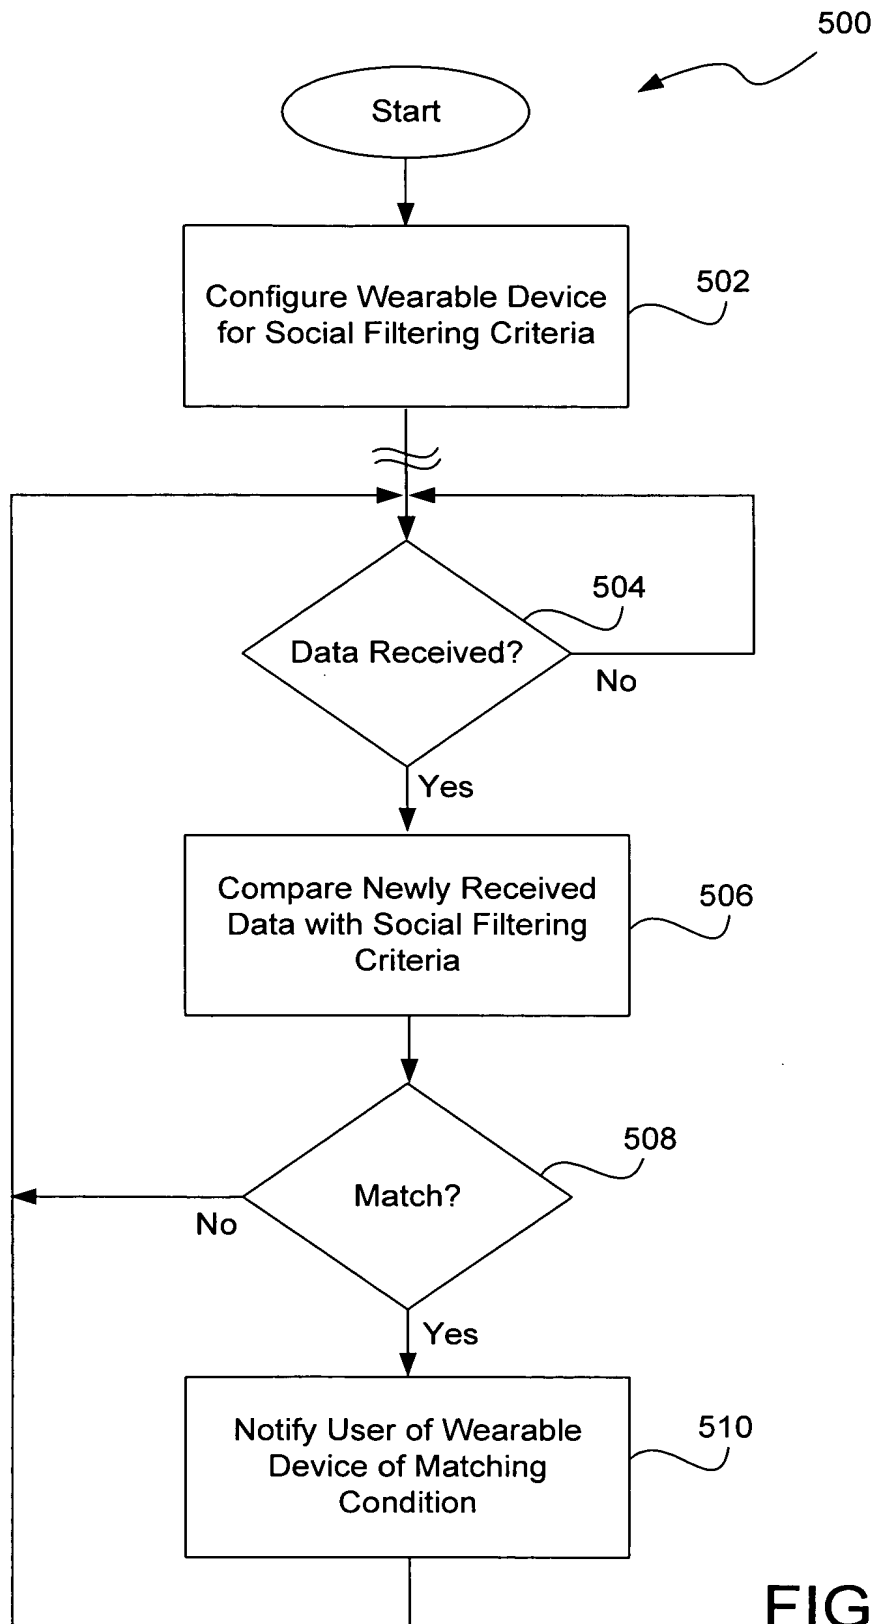 500
Start
Configure Wearable Device
for Social Filtering Criteria
502
504
Data Received?
No
Yes
Compare Newly Received
Data with Social Filtering
Criteria
506
508
Match?
No
Yes
Notify User of Wearable
Device of Matching
Condition
510
FIG